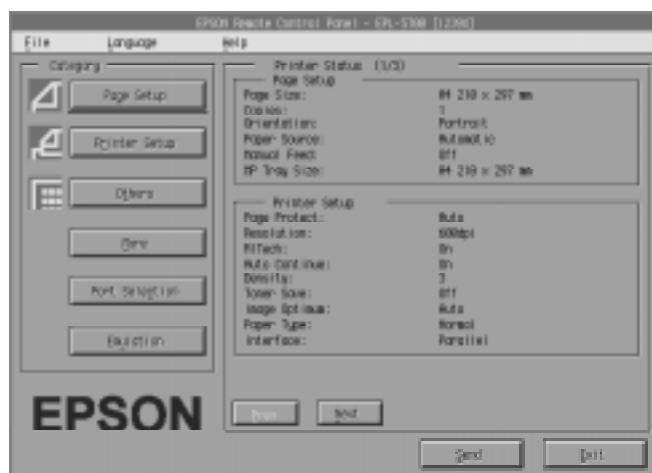 EPSON Remote Control Panel - EPL-5700 [12390]
File Language Help
Category
Page Setup
Printer Setup
Others
More
Port Selection
Emulation
EPSON
Printer Status (1/3)
Page Setup
Page Size: A4 210 x 297 mm
Copies: 1
Orientation: Portrait
Paper Source: Automatic
Manual Feed: Off
MP Tray Size: A4 210 x 297 mm
Printer Setup
Page Protect: Auto
Resolution: 600dpi
RITech: On
Auto Continue: On
Density: 3
Toner Save: Off
Image Optimum: Auto
Paper Type: Normal
Interface: Parallel
Prev Next
Send Exit